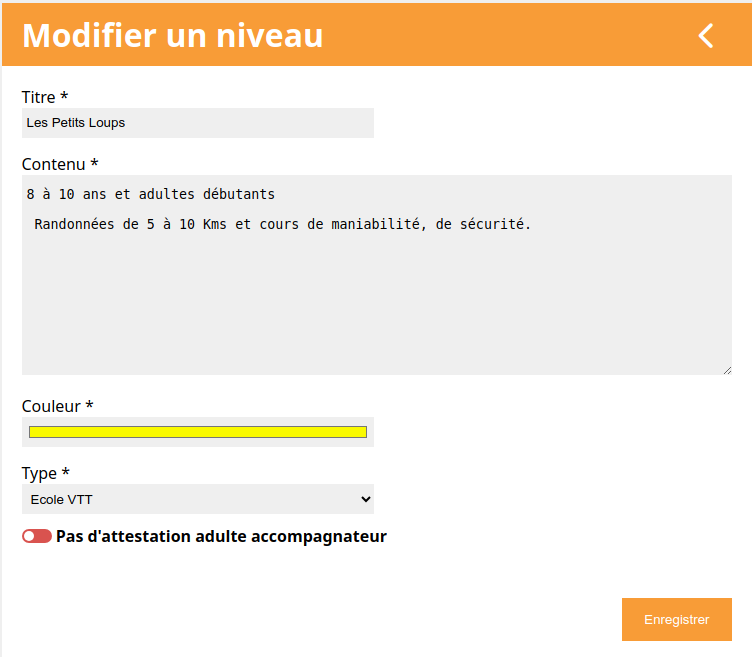 Modifier un niveau
Titre *
Les Petits Loups
Contenu *
8 à 10 ans et adultes débutants
Randonnées de 5 à 10 Kms et cours de maniabilité, de sécurité.
Couleur *
Type *
Ecole VTT
Pas d'attestation adulte accompagnateur
Enregistrer